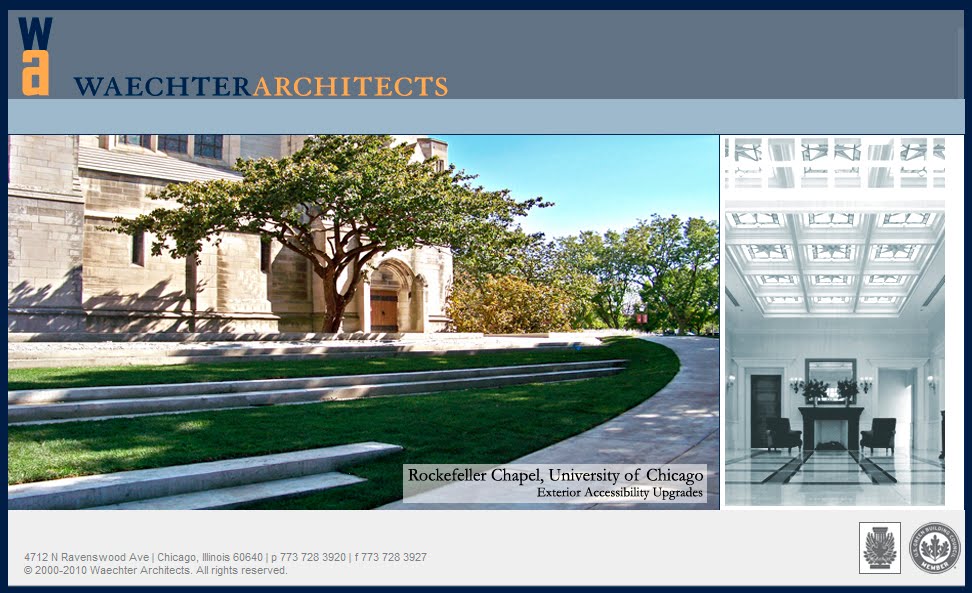 wa
WAECHTERARCHITECTS
Rockefeller Chapel, University of Chicago
Exterior Accessibility Upgrades
4712 N Ravenswood Ave | Chicago, Illinois 60640 | p 773 728 3920 | f 773 728 3927
© 2000-2010 Waechter Architects. All rights reserved.
U.S. GREEN BUILDING COUNCIL
MEMBER